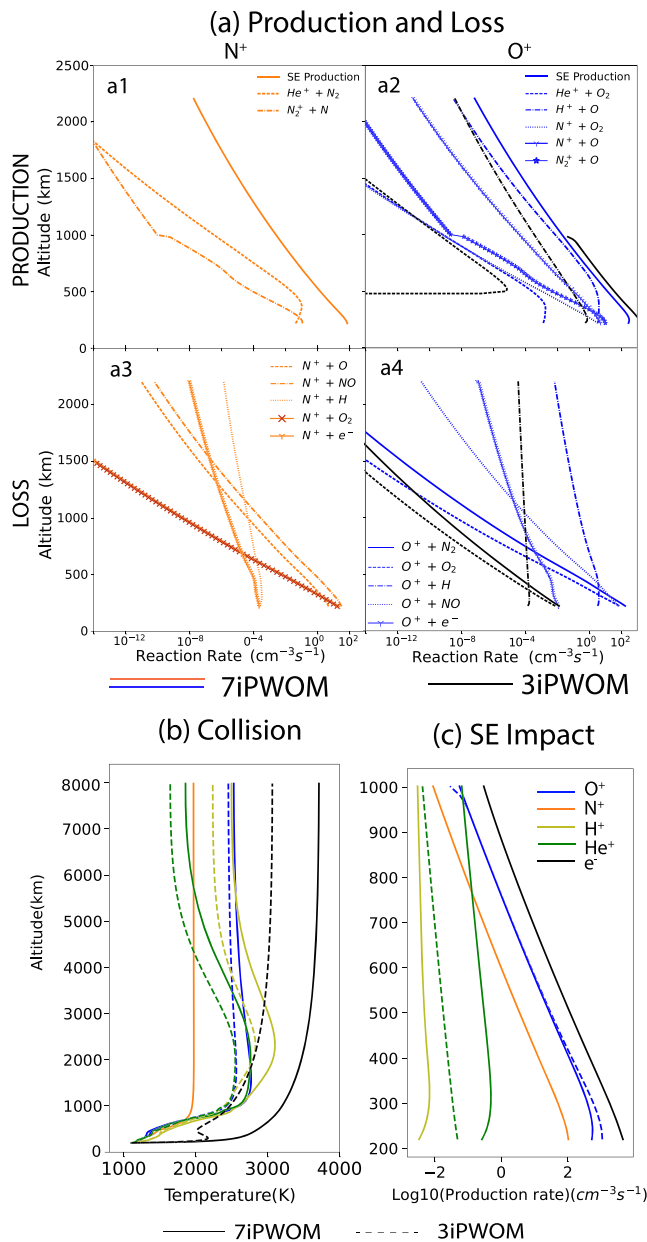 (a) Production and Loss
N⁺ O⁺
a1
SE Production
He⁺ + N₂
N₂⁺ + N
a2
SE Production
He⁺ + O₂
H⁺ + O
N⁺ + O₂
N⁺ + O
N₂⁺ + O
PRODUCTION
Altitude (km)
2500
2000
1500
1000
500
0
a3
N⁺ + O
N⁺ + NO
N⁺ + H
N⁺ + O₂
N⁺ + e⁻
a4
O⁺ + N₂
O⁺ + O₂
O⁺ + H
O⁺ + NO
O⁺ + e⁻
LOSS
Altitude (km)
2000
1500
1000
500
0
10⁻¹² 10⁻⁸ 10⁻⁴ 10⁰ 10²
10⁻¹² 10⁻⁸ 10⁻⁴ 10⁰ 10²
Reaction Rate (cm⁻³s⁻¹) Reaction Rate (cm⁻³s⁻¹)
7iPWOM 3iPWOM
(b) Collision
Altitude(km)
8000
7000
6000
5000
4000
3000
2000
1000
0
1000 2000 3000 4000
Temperature(K)
(c) SE Impact
O⁺
N⁺
H⁺
He⁺
e⁻
1000
900
800
700
600
500
400
300
200
−2 0 2 4
Log10(Production rate)(cm⁻³s⁻¹)
7iPWOM 3iPWOM